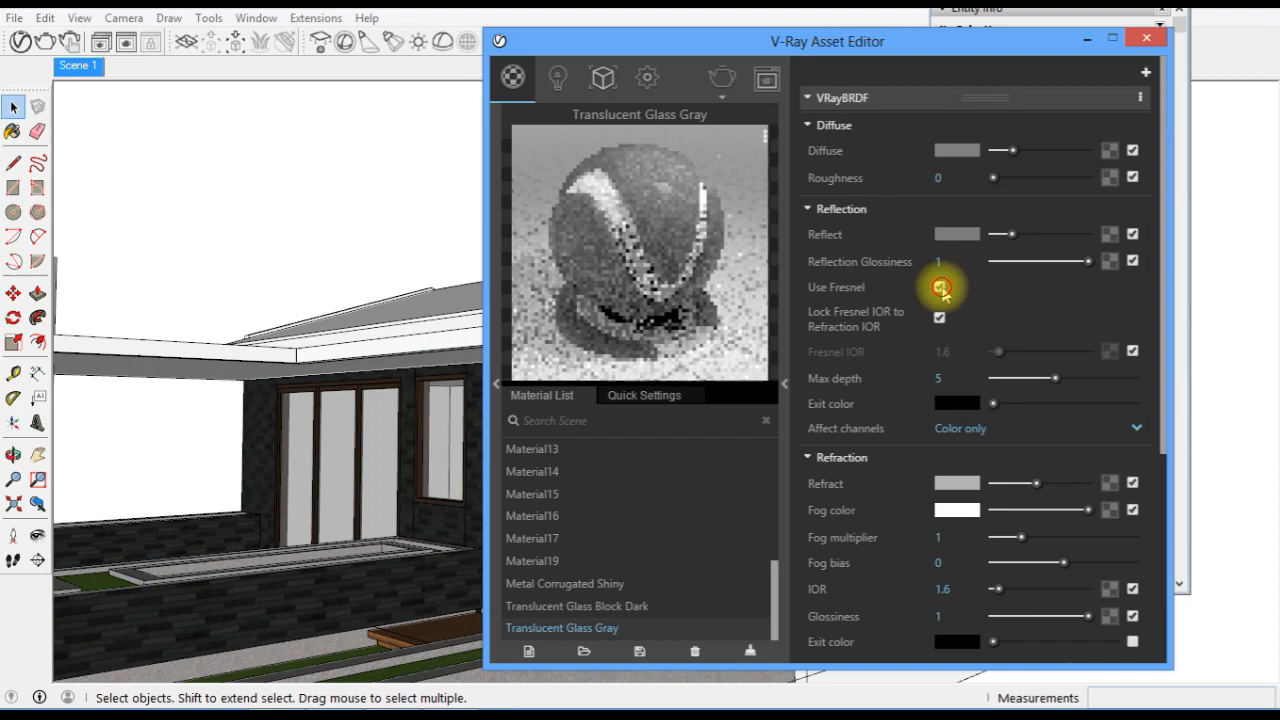 File Edit View Camera Draw Tools Window Extensions Help
Entity Info
Scene 1
V-Ray Asset Editor
Translucent Glass Gray
VRayBRDF
Diffuse
Diffuse
Roughness 0
Reflection
Reflect
Reflection Glossiness 1
Use Fresnel
Lock Fresnel IOR to
Refraction IOR
Fresnel IOR 1.6
Max depth 5
Exit color
Affect channels Color only
Refraction
Refract
Fog color
Fog multiplier 1
Fog bias 0
IOR 1.6
Glossiness 1
Exit color
Material List Quick Settings
Search Scene
Material13
Material14
Material15
Material16
Material17
Material19
Metal Corrugated Shiny
Translucent Glass Block Dark
Translucent Glass Gray
Select objects. Shift to extend select. Drag mouse to select multiple.
Measurements